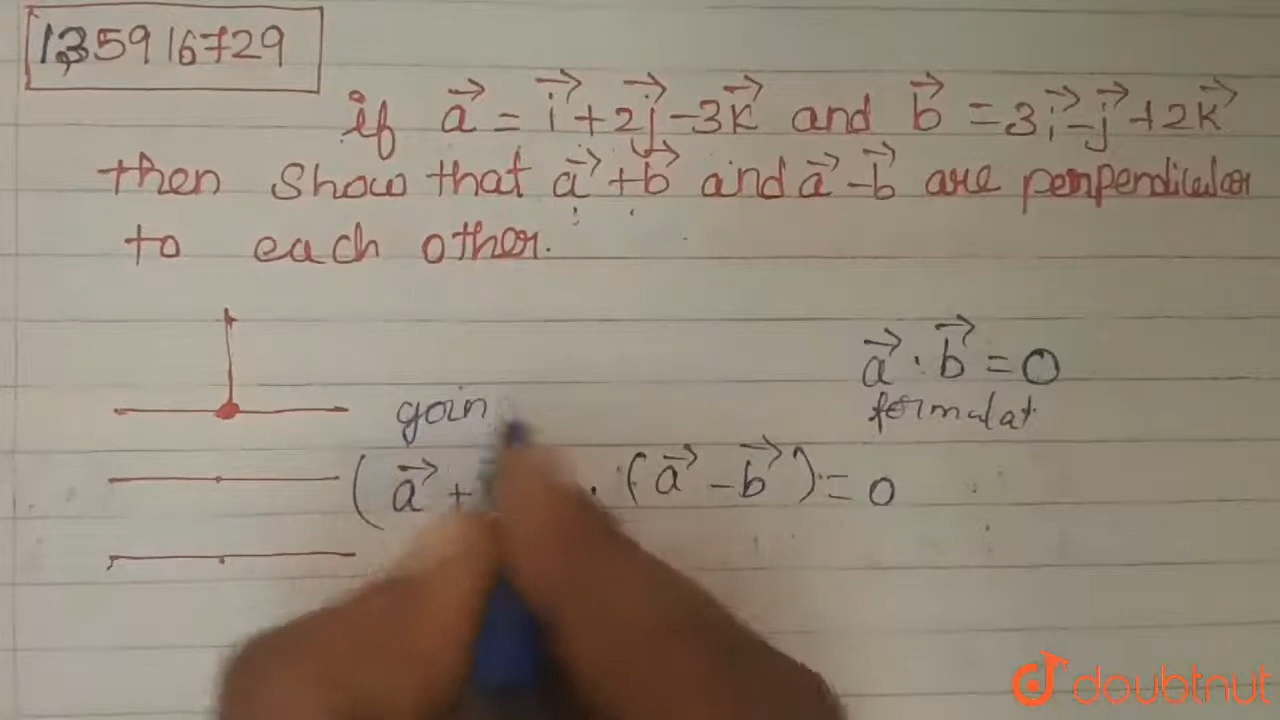 135916729
if a⃗ = i⃗ + 2j⃗ - 3k⃗ and b⃗ = 3i⃗ - j⃗ + 2k⃗
then show that a⃗ + b⃗ and a⃗ - b⃗ are perpendicular
to each other.
a⃗ . b⃗ = 0
formulat
goin
(a⃗ + . (a⃗ - b⃗) = 0
doubtnut